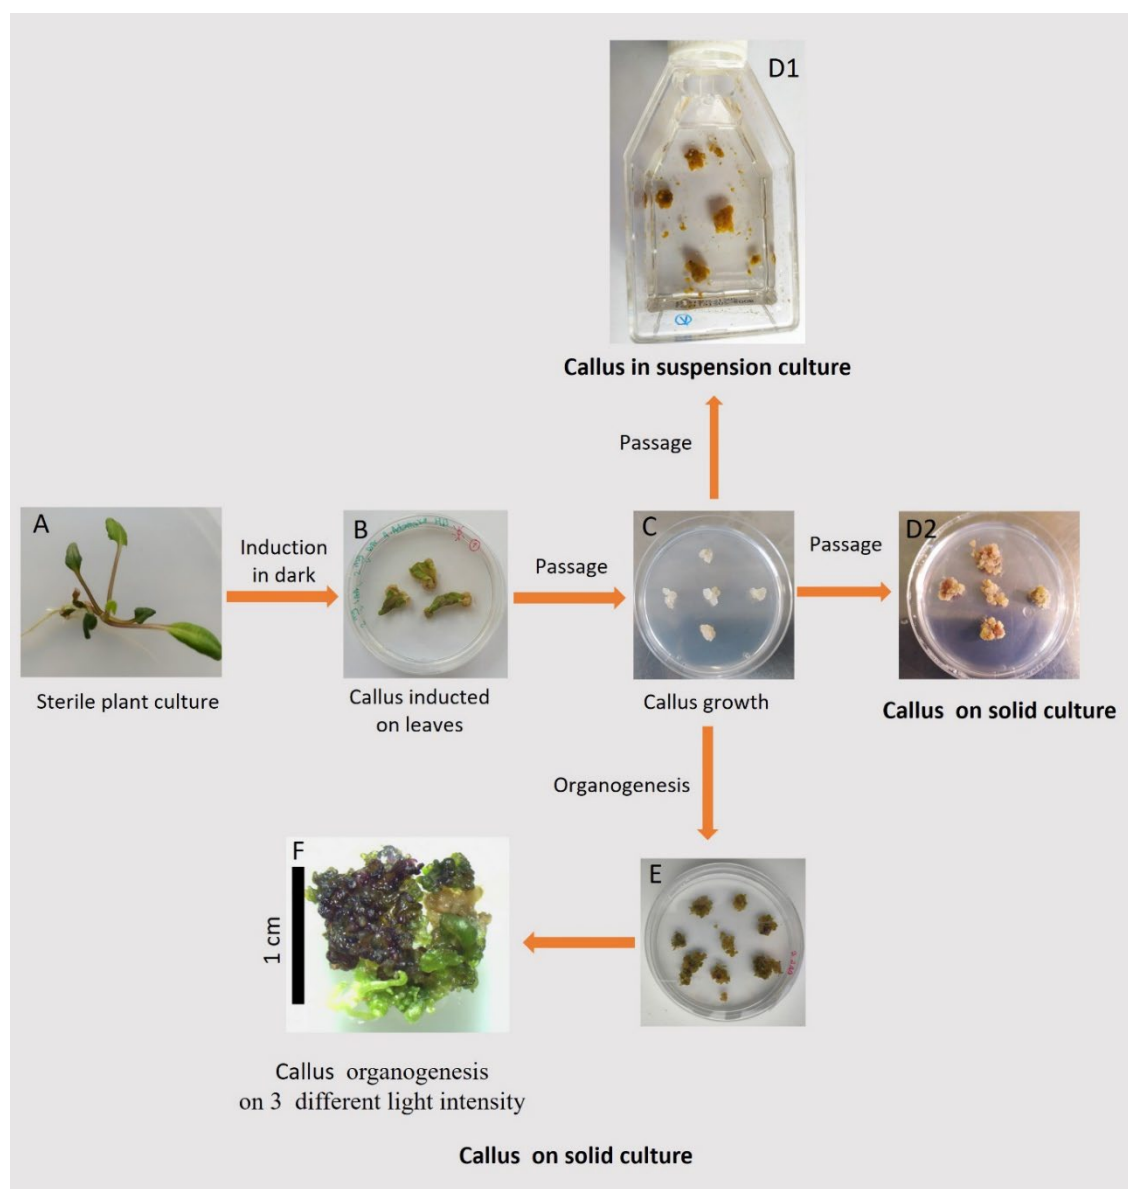 D1
Callus in suspension culture
Passage
A
Induction
in dark
B
Passage
C
Passage
D2
Sterile plant culture
Callus inducted
on leaves
Callus growth
Callus on solid culture
Organogenesis
F
1 cm
E
Callus organogenesis
on 3 different light intensity
Callus on solid culture